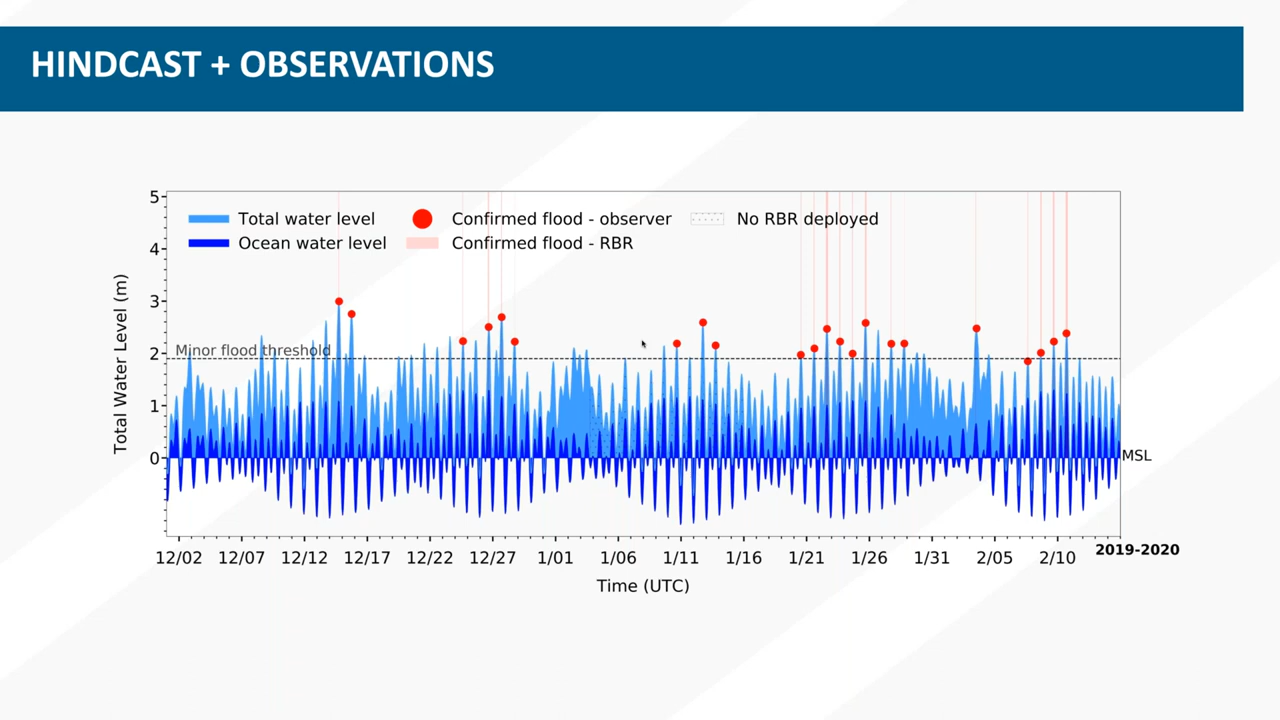 HINDCAST + OBSERVATIONS
Total water level
Confirmed flood - observer
No RBR deployed
Ocean water level
Confirmed flood - RBR
Total Water Level (m)
5
4
3
2
1
0
Minor flood threshold
MSL
12/02 12/07 12/12 12/17 12/22 12/27 1/01 1/06 1/11 1/16 1/21 1/26 1/31 2/05 2/10
2019-2020
Time (UTC)